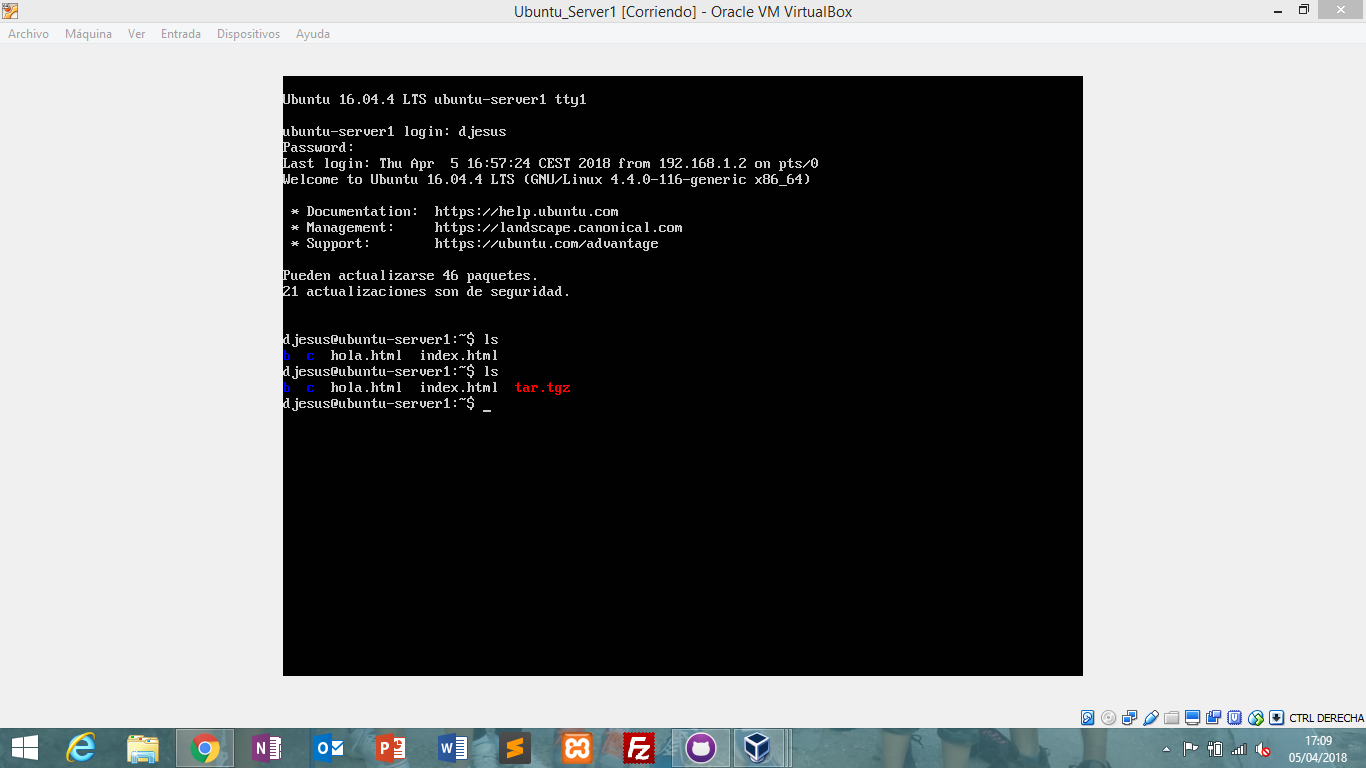 Ubuntu_Server1 [Corriendo] - Oracle VM VirtualBox
Archivo Máquina Ver Entrada Dispositivos Ayuda
Ubuntu 16.04.4 LTS ubuntu-server1 tty1
ubuntu-server1 login: djesus
Password:
Last login: Thu Apr  5 16:57:24 CEST 2018 from 192.168.1.2 on pts/0
Welcome to Ubuntu 16.04.4 LTS (GNU/Linux 4.4.0-116-generic x86_64)
* Documentation:  https://help.ubuntu.com
* Management:     https://landscape.canonical.com
* Support:        https://ubuntu.com/advantage
Pueden actualizarse 46 paquetes.
21 actualizaciones son de seguridad.
djesus@ubuntu-server1:~$ ls
b  c  hola.html  index.html
djesus@ubuntu-server1:~$ ls
b  c  hola.html  index.html  tar.tgz
djesus@ubuntu-server1:~$ _
CTRL DERECHA
17:09
05/04/2018